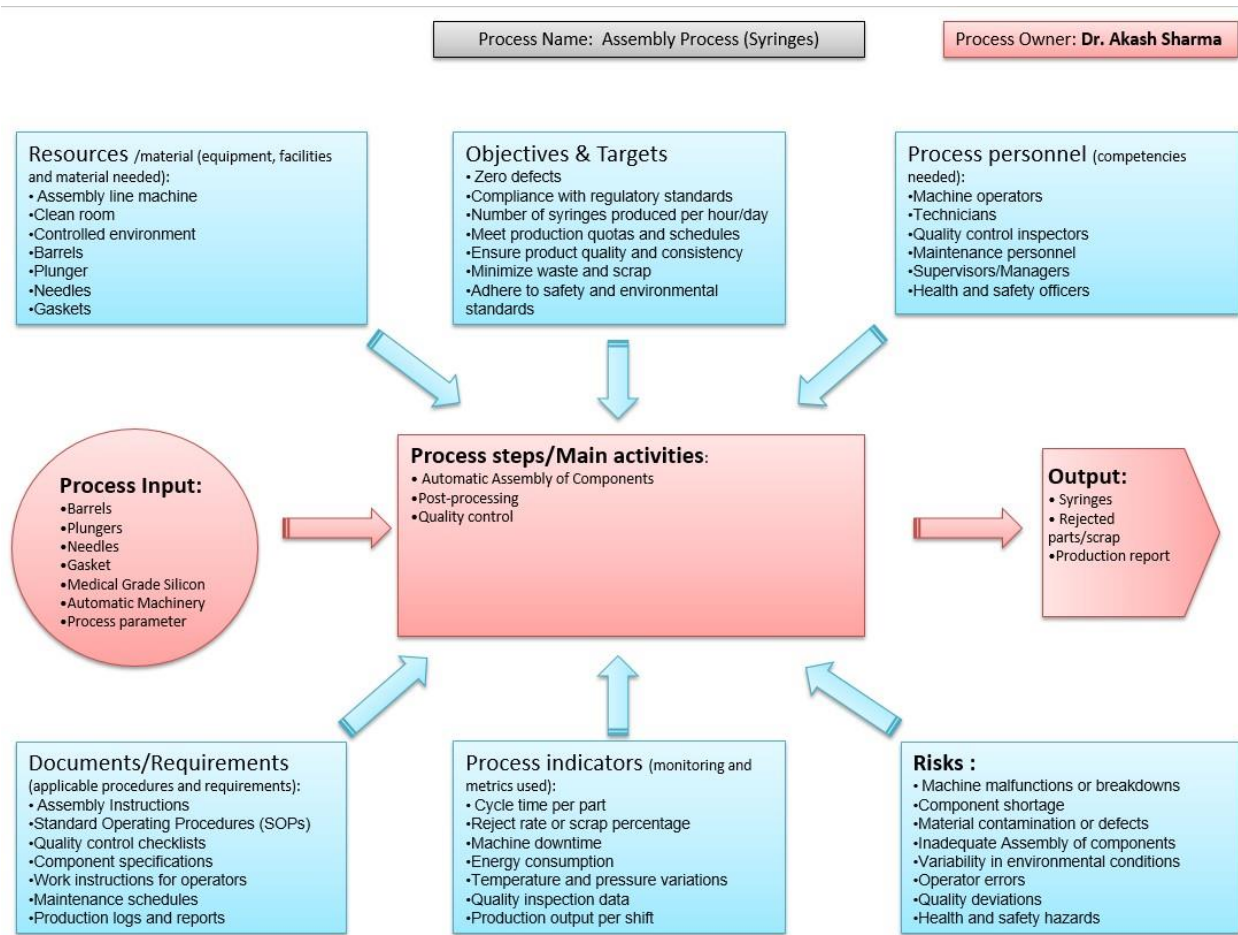 Process Name: Assembly Process (Syringes)
Process Owner: Dr. Akash Sharma
Resources /material (equipment, facilities
and material needed):
• Assembly line machine
•Clean room
•Controlled environment
•Barrels
•Plunger
•Needles
•Gaskets
Objectives & Targets
• Zero defects
•Compliance with regulatory standards
•Number of syringes produced per hour/day
•Meet production quotas and schedules
•Ensure product quality and consistency
•Minimize waste and scrap
•Adhere to safety and environmental
standards
Process personnel (competencies
needed):
•Machine operators
•Technicians
•Quality control inspectors
•Maintenance personnel
•Supervisors/Managers
•Health and safety officers
Process Input:
•Barrels
•Plungers
•Needles
•Gasket
•Medical Grade Silicon
•Automatic Machinery
•Process parameter
Process steps/Main activities:
• Automatic Assembly of Components
•Post-processing
•Quality control
Output:
• Syringes
• Rejected
parts/scrap
•Production report
Documents/Requirements
(applicable procedures and requirements):
• Assembly Instructions
•Standard Operating Procedures (SOPs)
•Quality control checklists
•Component specifications
•Work instructions for operators
•Maintenance schedules
•Production logs and reports
Process indicators (monitoring and
metrics used):
• Cycle time per part
•Reject rate or scrap percentage
•Machine downtime
•Energy consumption
•Temperature and pressure variations
•Quality inspection data
•Production output per shift
Risks :
• Machine malfunctions or breakdowns
•Component shortage
•Material contamination or defects
•Inadequate Assembly of components
•Variability in environmental conditions
•Operator errors
•Quality deviations
•Health and safety hazards